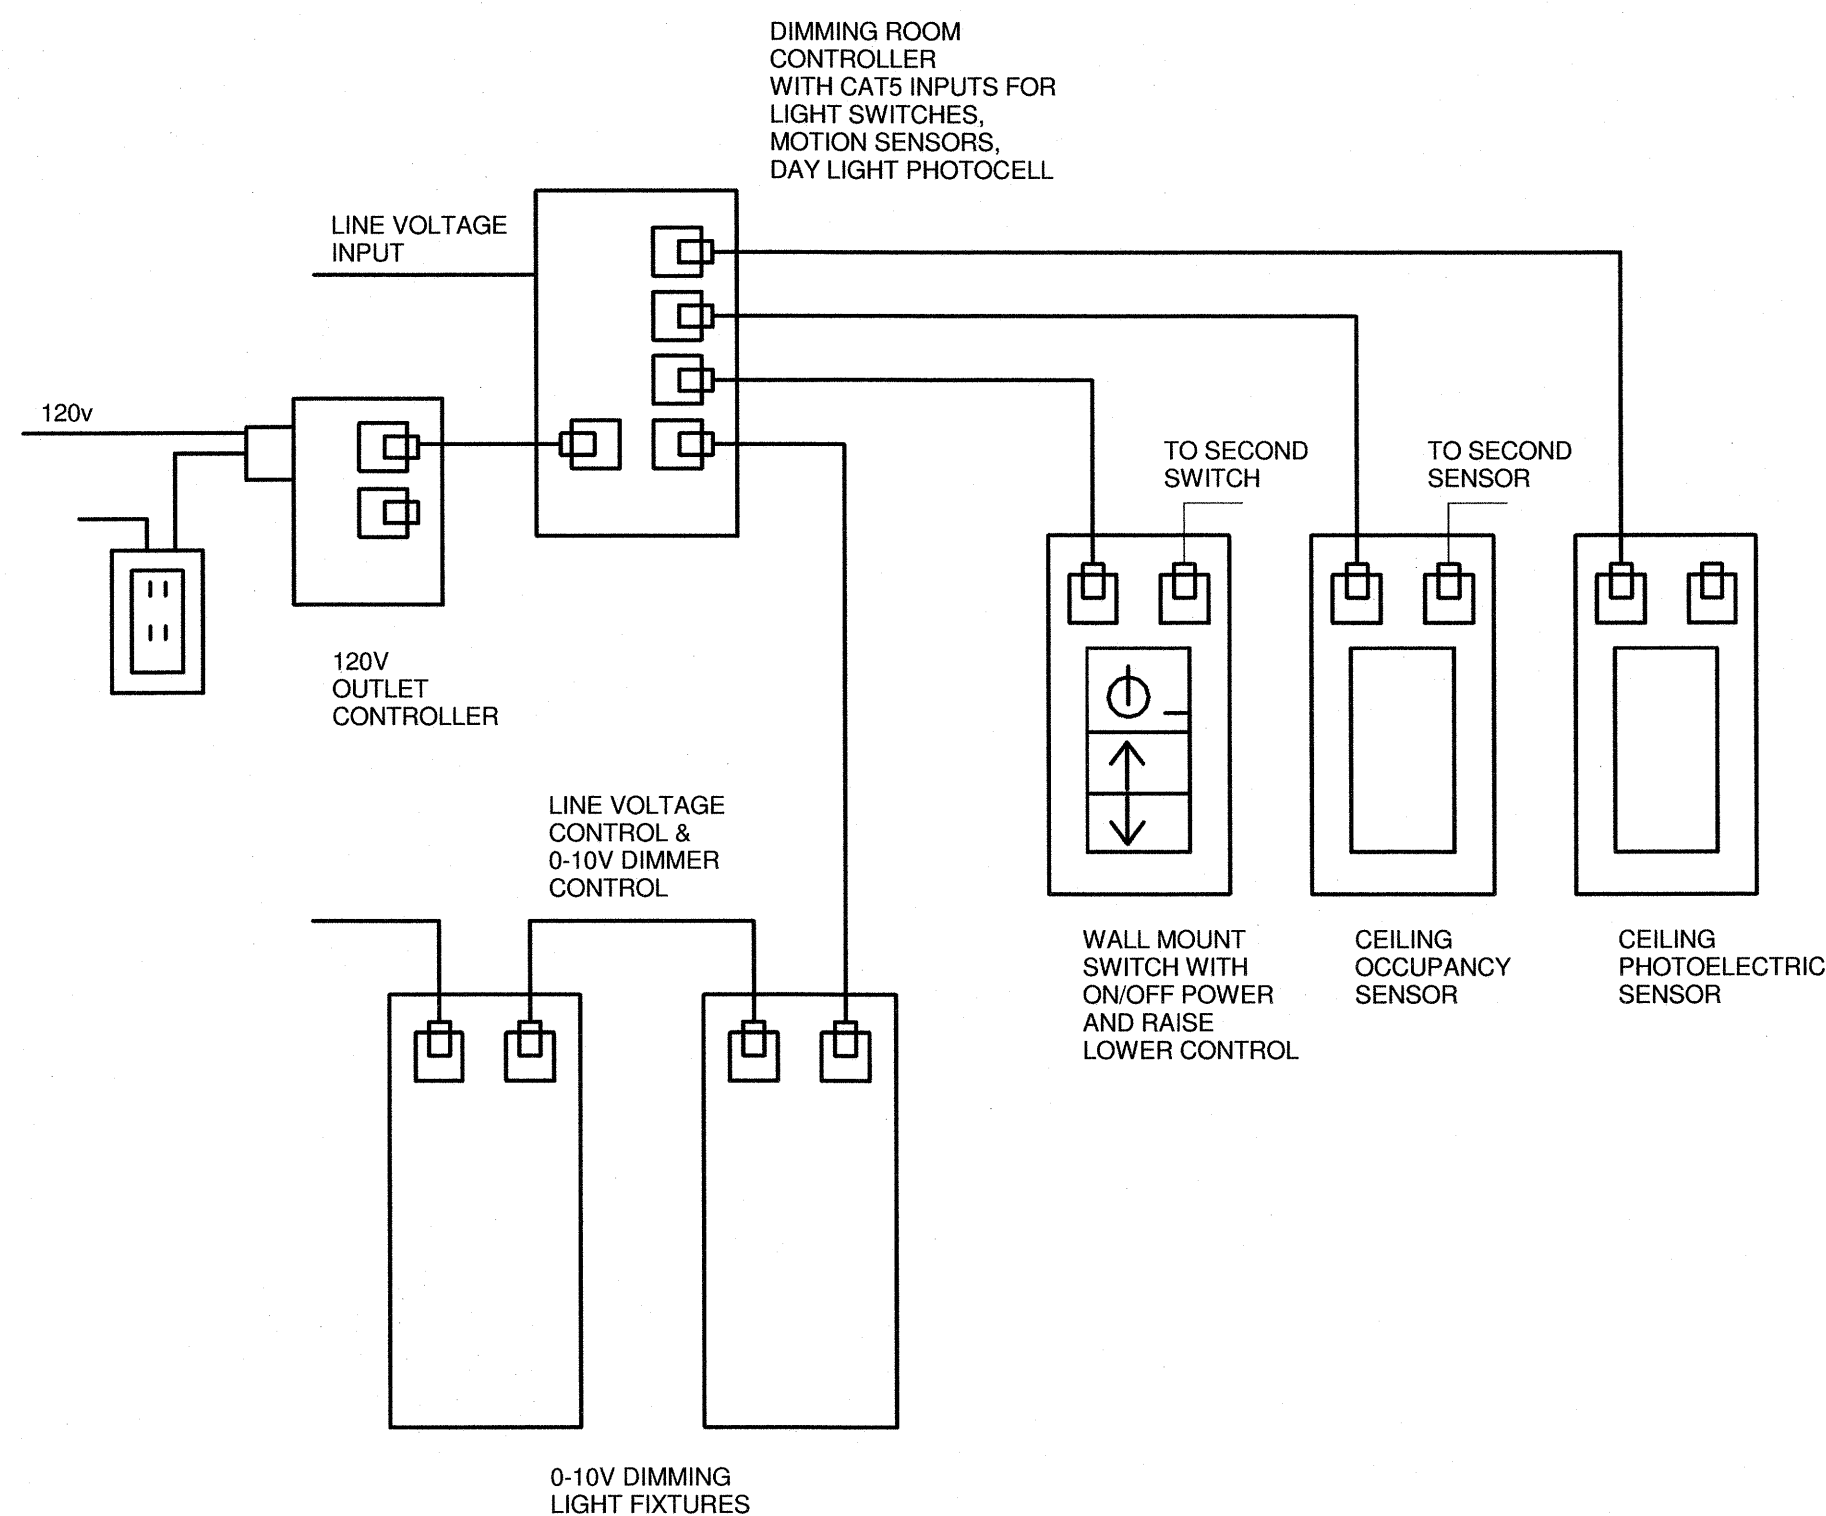 DIMMING ROOM
CONTROLLER
WITH CAT5 INPUTS FOR
LIGHT SWITCHES,
MOTION SENSORS,
DAY LIGHT PHOTOCELL
LINE VOLTAGE
INPUT
120v
TO SECOND
SWITCH
TO SECOND
SENSOR
120V
OUTLET
CONTROLLER
LINE VOLTAGE
CONTROL &
0-10V DIMMER
CONTROL
WALL MOUNT
SWITCH WITH
ON/OFF POWER
AND RAISE
LOWER CONTROL
CEILING
OCCUPANCY
SENSOR
CEILING
PHOTOELECTRIC
SENSOR
0-10V DIMMING
LIGHT FIXTURES